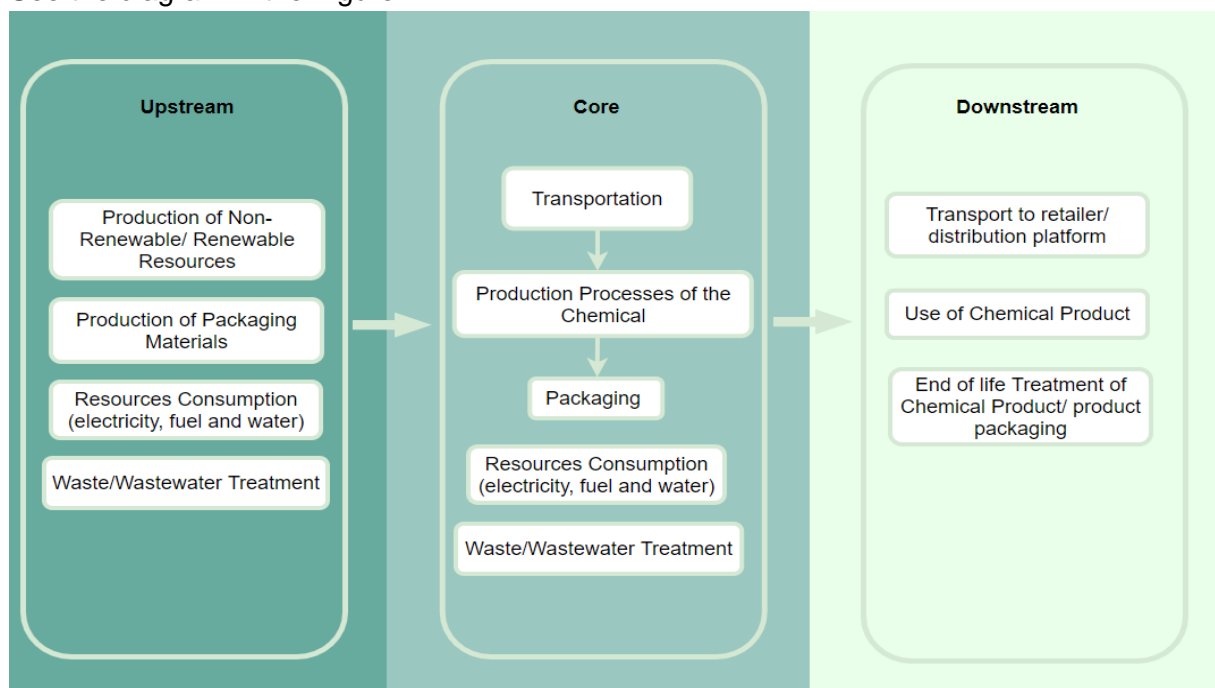 Upstream
Production of Non-
Renewable/ Renewable
Resources
Production of Packaging
Materials
Resources Consumption
(electricity, fuel and water)
Waste/Wastewater Treatment
Core
Transportation
Production Processes of the
Chemical
Packaging
Resources Consumption
(electricity, fuel and water)
Waste/Wastewater Treatment
Downstream
Transport to retailer/
distribution platform
Use of Chemical Product
End of life Treatment of
Chemical Product/ product
packaging